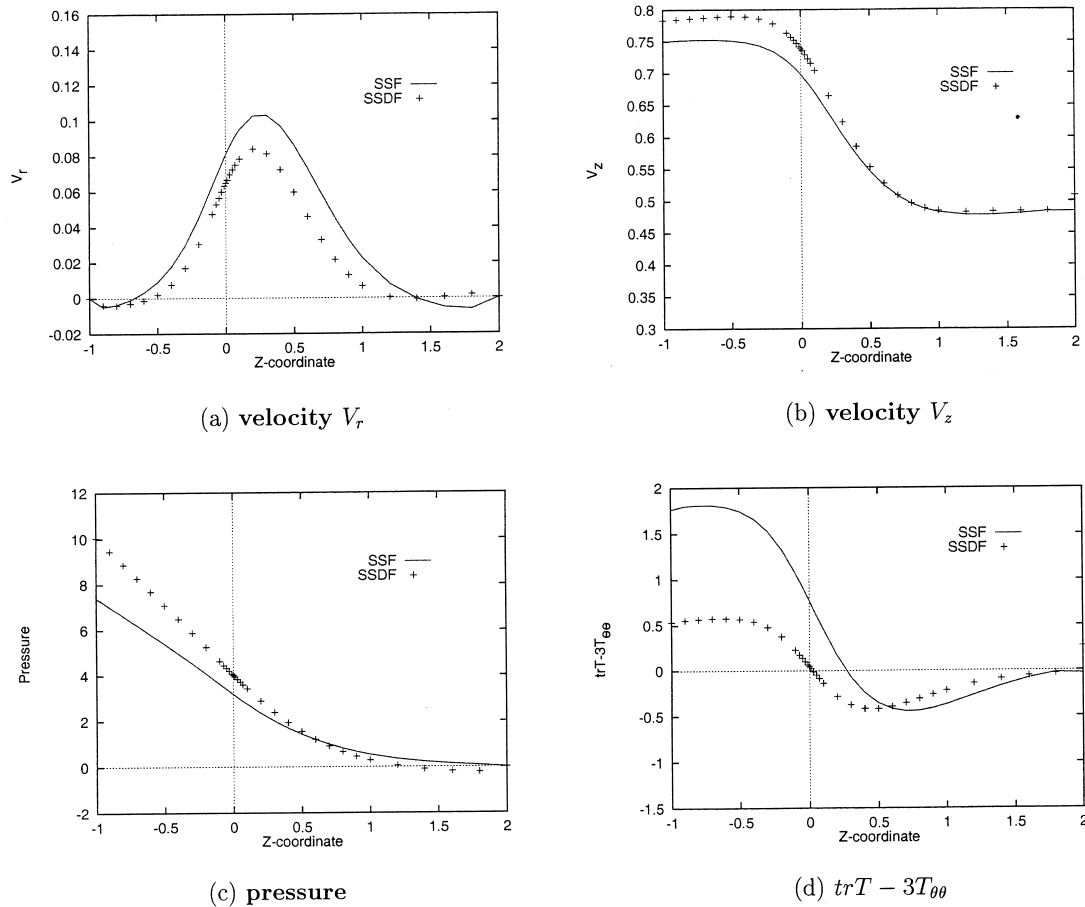 0.16
0.14
0.12
0.1
0.08
0.06
0.04
0.02
0
-0.02
V_r
SSF
SSDF
-1 -0.5 0 0.5 1 1.5 2
Z-coordinate
(a) velocity V_r
0.8
0.75
0.7
0.65
0.6
0.55
0.5
0.45
0.4
0.35
0.3
V_z
SSF
SSDF
-1 -0.5 0 0.5 1 1.5 2
Z-coordinate
(b) velocity V_z
12
10
8
6
4
2
0
-2
Pressure
SSF
SSDF
-1 -0.5 0 0.5 1 1.5 2
Z-coordinate
(c) pressure
2
1.5
1
0.5
0
-0.5
-1
-1.5
trT-3T_θθ
SSF
SSDF
-1 -0.5 0 0.5 1 1.5 2
Z-coordinate
(d) trT − 3T_θθ